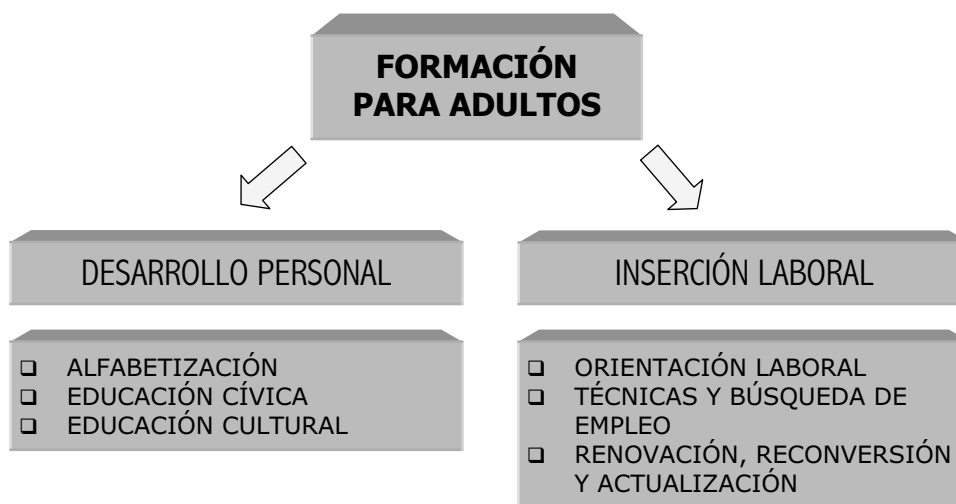 FORMACIÓN
PARA ADULTOS
DESARROLLO PERSONAL
❑ ALFABETIZACIÓN
❑ EDUCACIÓN CÍVICA
❑ EDUCACIÓN CULTURAL
INSERCIÓN LABORAL
❑ ORIENTACIÓN LABORAL
❑ TÉCNICAS Y BÚSQUEDA DE
EMPLEO
❑ RENOVACIÓN, RECONVERSIÓN
Y ACTUALIZACIÓN